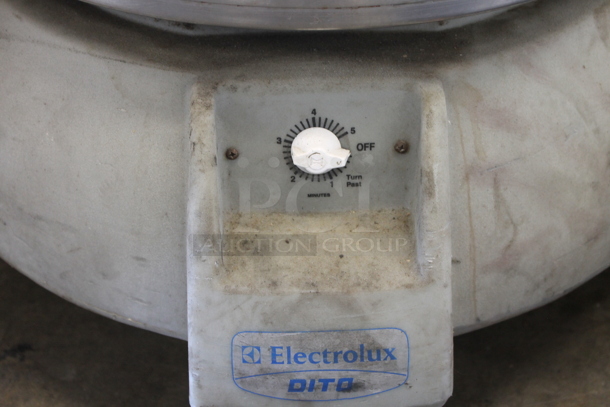 4
3
5
OFF
2
1
Turn
Past
MINUTES
PCI
AUCTION GROUP
Electrolux
DITO